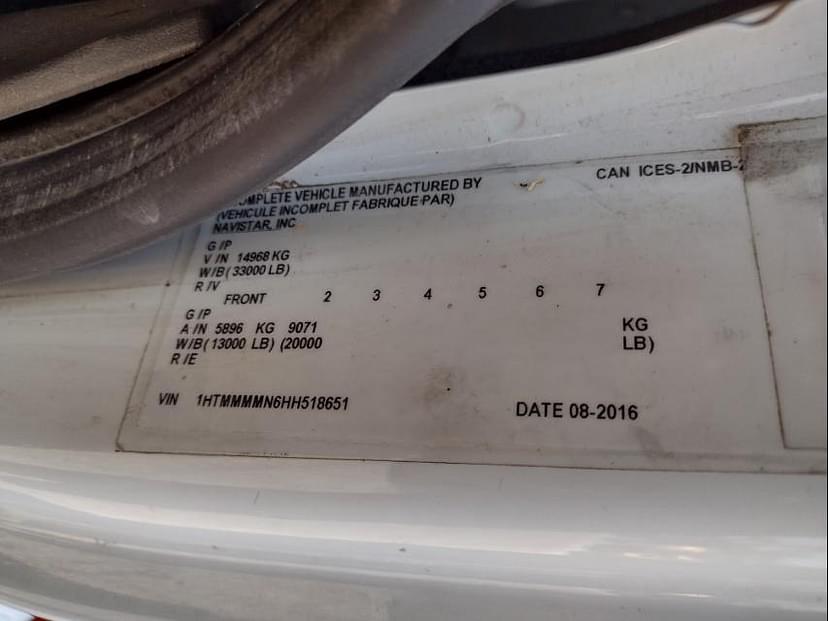 COMPLETE VEHICLE MANUFACTURED BY
(VEHICULE INCOMPLET FABRIQUE PAR)
NAVISTAR, INC
CAN ICES-2/NMB-2
G /P
V /N 14968 KG
W/B( 33000 LB)
R /V
FRONT 2 3 4 5 6 7
G /P
A /N 5896 KG 9071 KG
W/B( 13000 LB) (20000 LB)
R /E
VIN 1HTMMMMN6HH518651
DATE 08-2016